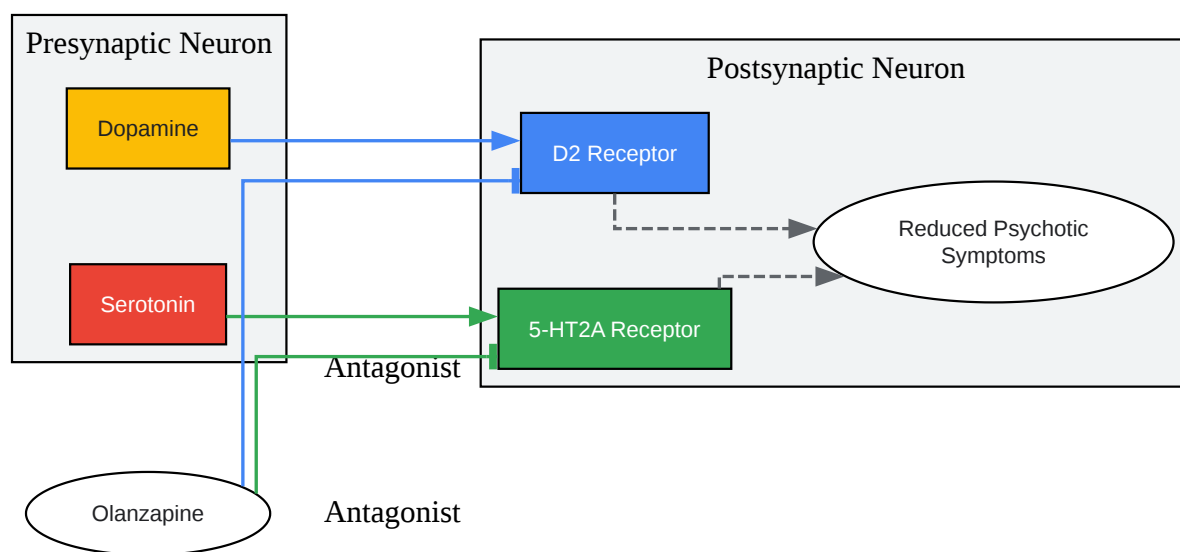 Presynaptic Neuron
Postsynaptic Neuron
Dopamine
D2 Receptor
Reduced Psychotic
Symptoms
Serotonin
5-HT2A Receptor
Antagonist
Olanzapine
Antagonist